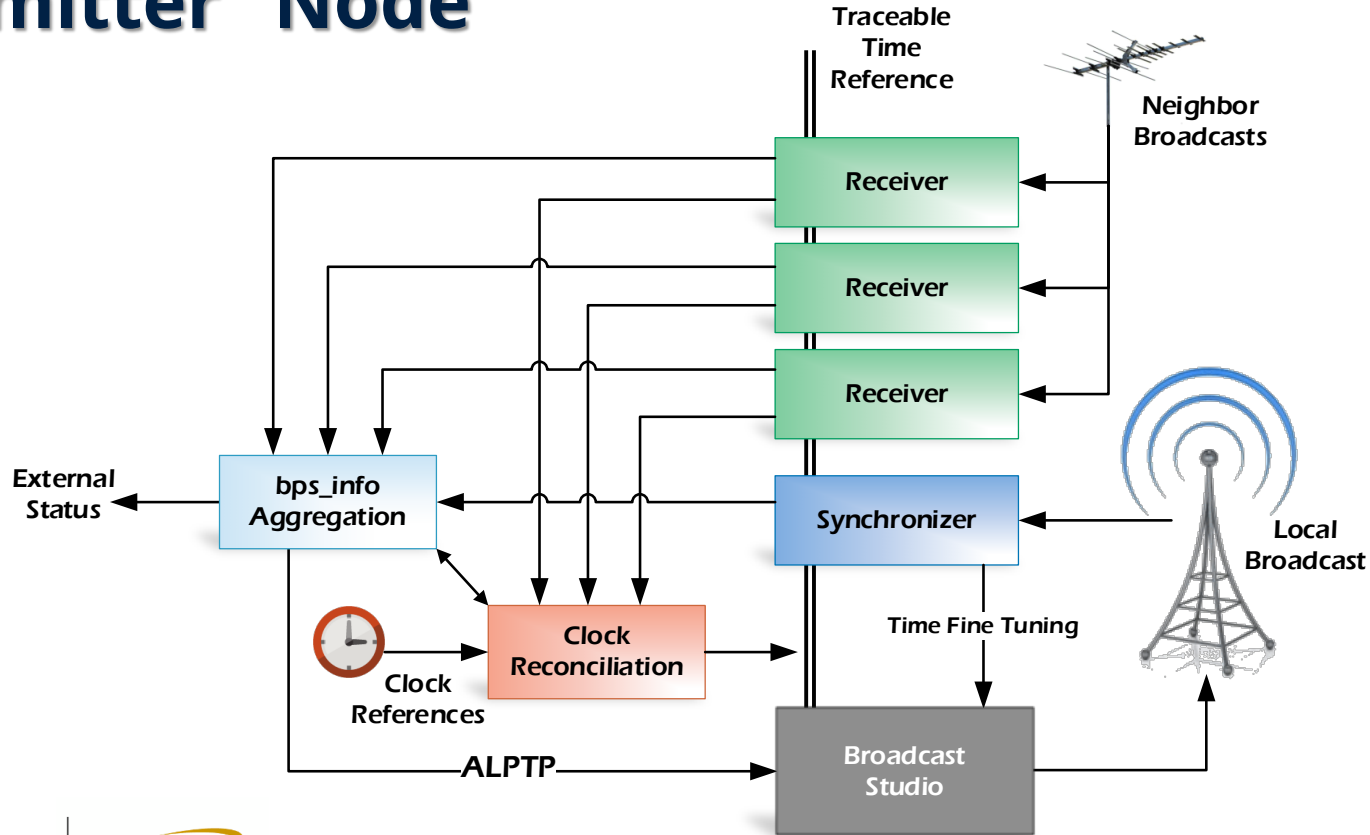 Node
Traceable
Time
Reference
Neighbor
Broadcasts
Receiver
Receiver
Receiver
External
Status
bps_info
Aggregation
Synchronizer
Local
Broadcast
Time Fine Tuning
Clock
Reconciliation
Clock
References
ALPTP
Broadcast
Studio